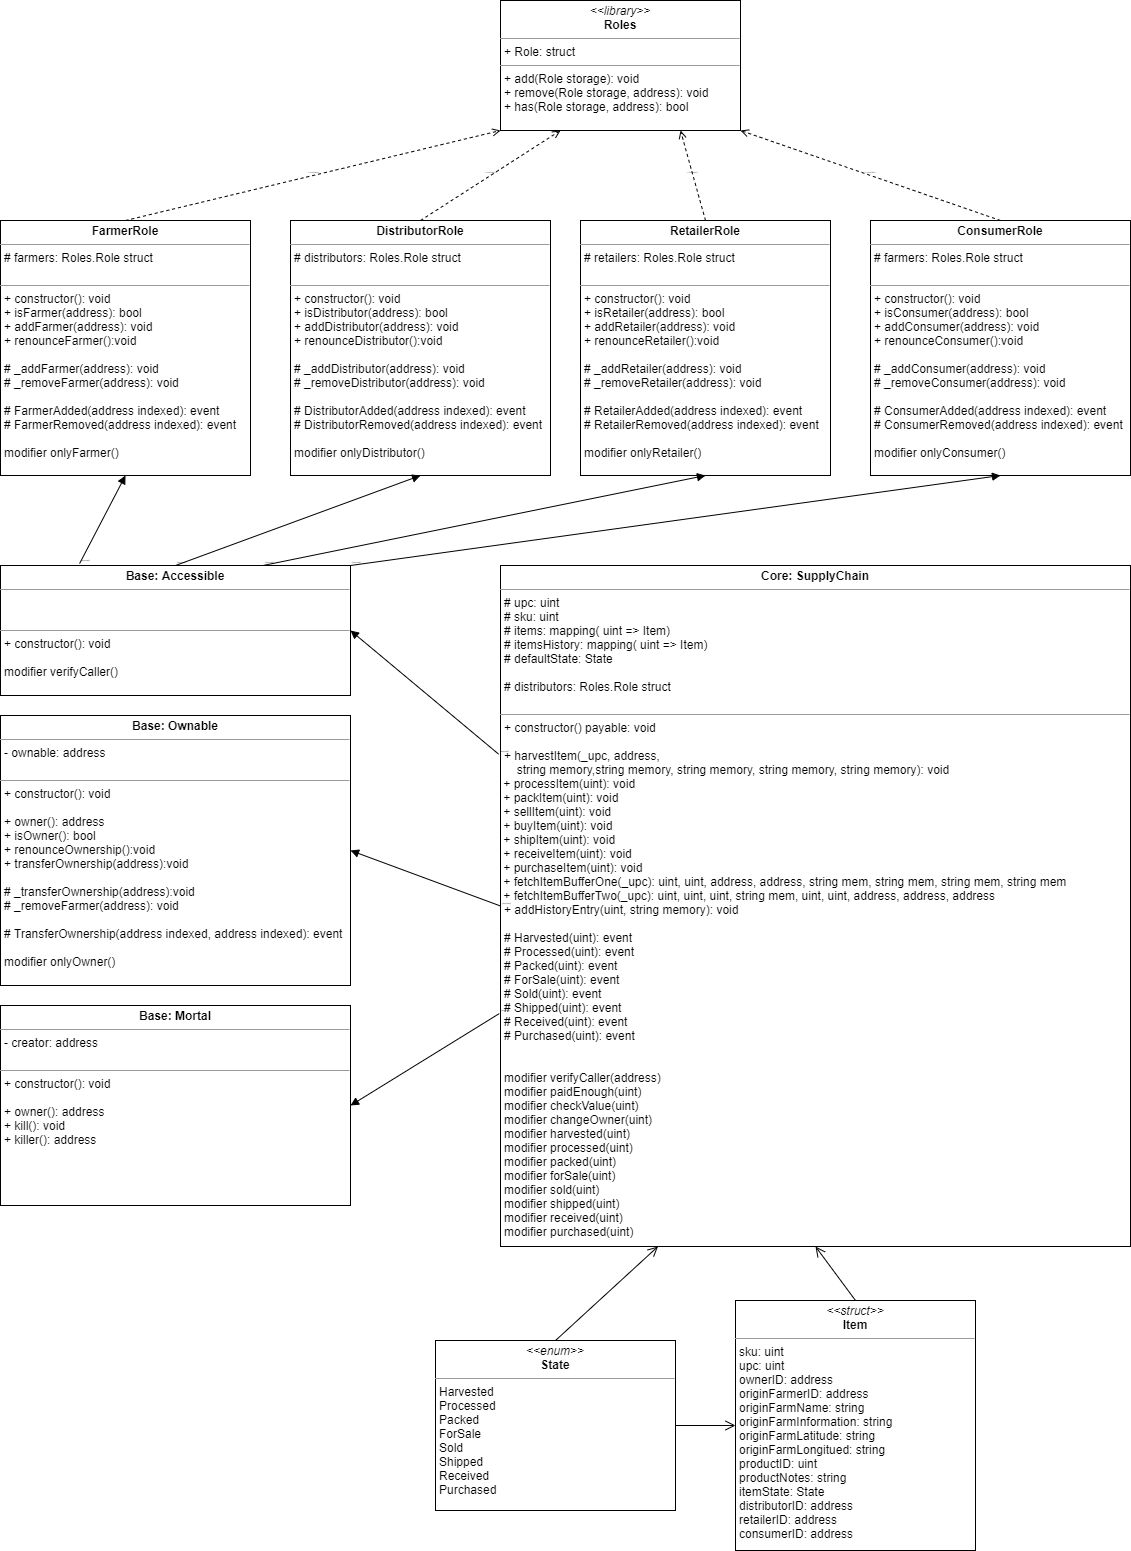 <<library>>
Roles
+ Role: struct
+ add(Role storage): void
+ remove(Role storage, address): void
+ has(Role storage, address): bool
FarmerRole
# farmers: Roles.Role struct
+ constructor(): void
+ isFarmer(address): bool
+ addFarmer(address): void
+ renounceFarmer():void
# _addFarmer(address): void
# _removeFarmer(address): void
# FarmerAdded(address indexed): event
# FarmerRemoved(address indexed): event
modifier onlyFarmer()
DistributorRole
# distributors: Roles.Role struct
+ constructor(): void
+ isDistributor(address): bool
+ addDistributor(address): void
+ renounceDistributor():void
# _addDistributor(address): void
# _removeDistributor(address): void
# DistributorAdded(address indexed): event
# DistributorRemoved(address indexed): event
modifier onlyDistributor()
RetailerRole
# retailers: Roles.Role struct
+ constructor(): void
+ isRetailer(address): bool
+ addRetailer(address): void
+ renounceRetailer():void
# _addRetailer(address): void
# _removeRetailer(address): void
# RetailerAdded(address indexed): event
# RetailerRemoved(address indexed): event
modifier onlyRetailer()
ConsumerRole
# farmers: Roles.Role struct
+ constructor(): void
+ isConsumer(address): bool
+ addConsumer(address): void
+ renounceConsumer():void
# _addConsumer(address): void
# _removeConsumer(address): void
# ConsumerAdded(address indexed): event
# ConsumerRemoved(address indexed): event
modifier onlyConsumer()
Base: Accessible
+ constructor(): void
modifier verifyCaller()
Base: Ownable
- ownable: address
+ constructor(): void
+ owner(): address
+ isOwner(): bool
+ renounceOwnership():void
+ transferOwnership(address):void
# _transferOwnership(address):void
# _removeFarmer(address): void
# TransferOwnership(address indexed, address indexed): event
modifier onlyOwner()
Base: Mortal
- creator: address
+ constructor(): void
+ owner(): address
+ kill(): void
+ killer(): address
Core: SupplyChain
# upc: uint
# sku: uint
# items: mapping( uint => Item)
# itemsHistory: mapping( uint => Item)
# defaultState: State
# distributors: Roles.Role struct
+ constructor() payable: void
+ harvestItem(_upc, address,
string memory,string memory, string memory, string memory, string memory): void
+ processItem(uint): void
+ packItem(uint): void
+ sellItem(uint): void
+ buyItem(uint): void
+ shipItem(uint): void
+ receiveItem(uint): void
+ purchaseItem(uint): void
+ fetchItemBufferOne(_upc): uint, uint, address, address, string mem, string mem, string mem, string mem
+ fetchItemBufferTwo(_upc): uint, uint, uint, string mem, uint, uint, address, address, address
+ addHistoryEntry(uint, string memory): void
# Harvested(uint): event
# Processed(uint): event
# Packed(uint): event
# ForSale(uint): event
# Sold(uint): event
# Shipped(uint): event
# Received(uint): event
# Purchased(uint): event
modifier verifyCaller(address)
modifier paidEnough(uint)
modifier checkValue(uint)
modifier changeOwner(uint)
modifier harvested(uint)
modifier processed(uint)
modifier packed(uint)
modifier forSale(uint)
modifier sold(uint)
modifier shipped(uint)
modifier received(uint)
modifier purchased(uint)
<<enum>>
State
Harvested
Processed
Packed
ForSale
Sold
Shipped
Received
Purchased
<<struct>>
Item
sku: uint
upc: uint
ownerID: address
originFarmerID: address
originFarmName: string
originFarmInformation: string
originFarmLatitude: string
originFarmLongitued: string
productID: uint
productNotes: string
itemState: State
distributorID: address
retailerID: address
consumerID: address